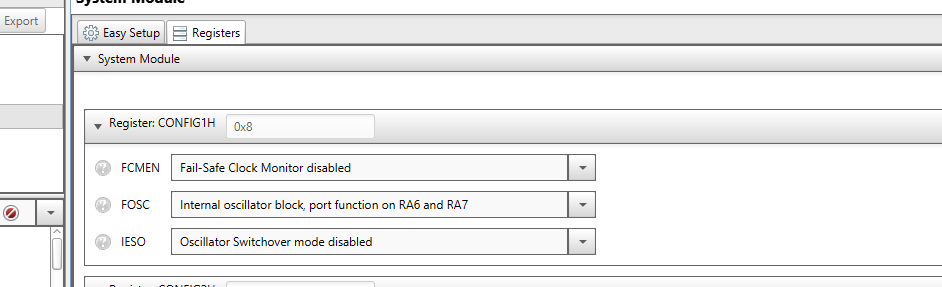 System Module
Export
Easy Setup
Registers
System Module
Register: CONFIG1H
0x8
FCMEN
Fail-Safe Clock Monitor disabled
FOSC
Internal oscillator block, port function on RA6 and RA7
IESO
Oscillator Switchover mode disabled